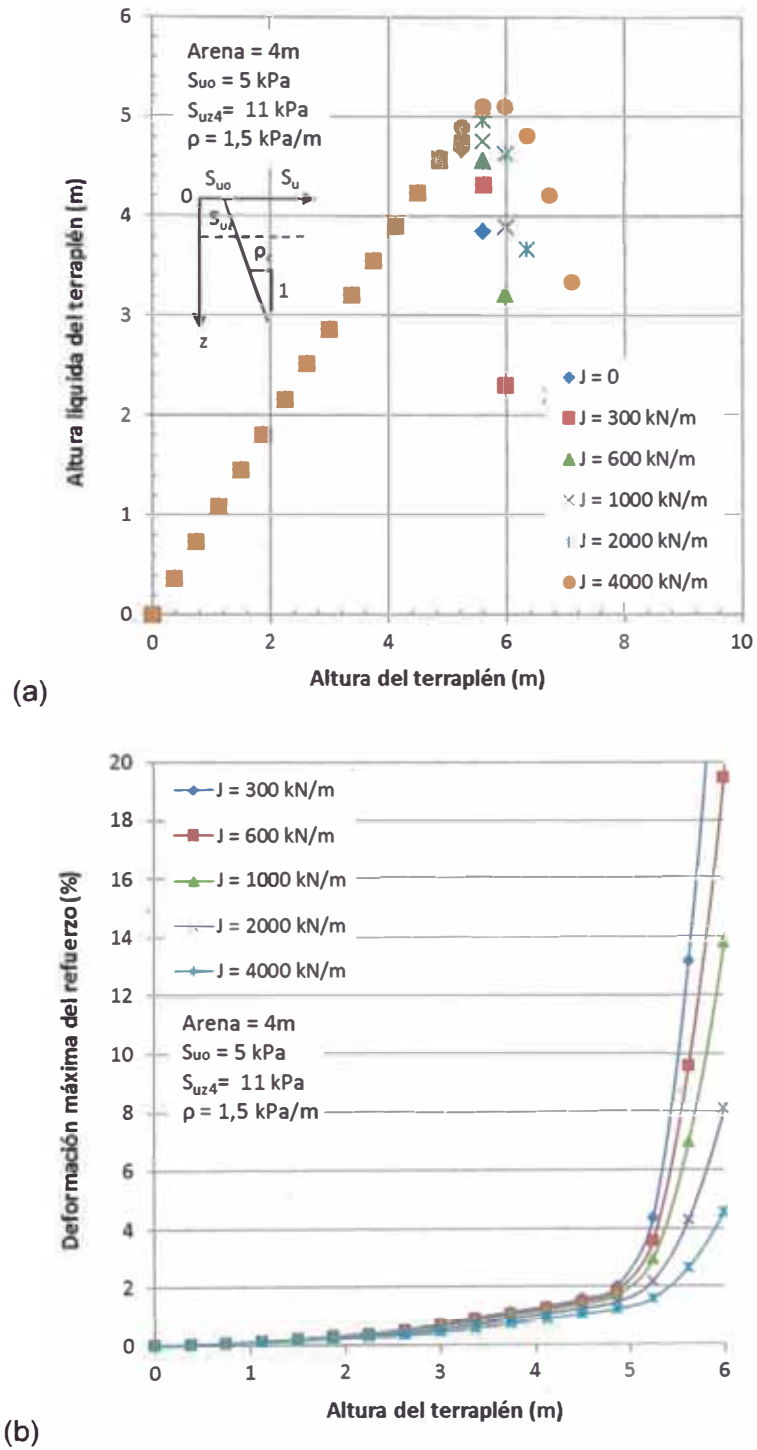 6
5
4
3
2
1
0
Altura líquida del terraplén (m)
Arena = 4m
Suo = 5 kPa
Suz4= 11 kPa
ρ = 1,5 kPa/m
0
Suo
Su
Suz
ρ
1
z
J = 0
J = 300 kN/m
J = 600 kN/m
J = 1000 kN/m
J = 2000 kN/m
J = 4000 kN/m
0 2 4 6 8 10
Altura del terraplén (m)
(a)
20
18
16
14
12
10
8
6
4
2
0
Deformación máxima del refuerzo (%)
J = 300 kN/m
J = 600 kN/m
J = 1000 kN/m
J = 2000 kN/m
J = 4000 kN/m
Arena = 4m
Suo = 5 kPa
Suz4= 11 kPa
ρ = 1,5 kPa/m
0 1 2 3 4 5 6
Altura del terraplén (m)
(b)